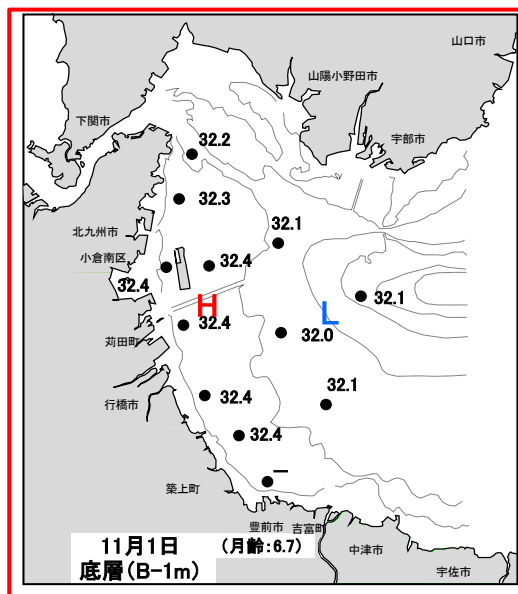 山口市
山陽小野田市
下関市
宇部市
32.2
32.3
32.1
北九州市
小倉南区
32.4
32.4
32.1
H
L
32.4
32.0
苅田町
32.4
32.1
行橋市
32.4
—
築上町
豊前市
吉富町
11月1日 (月齢:6.7)
中津市
底層(B-1m)
宇佐市